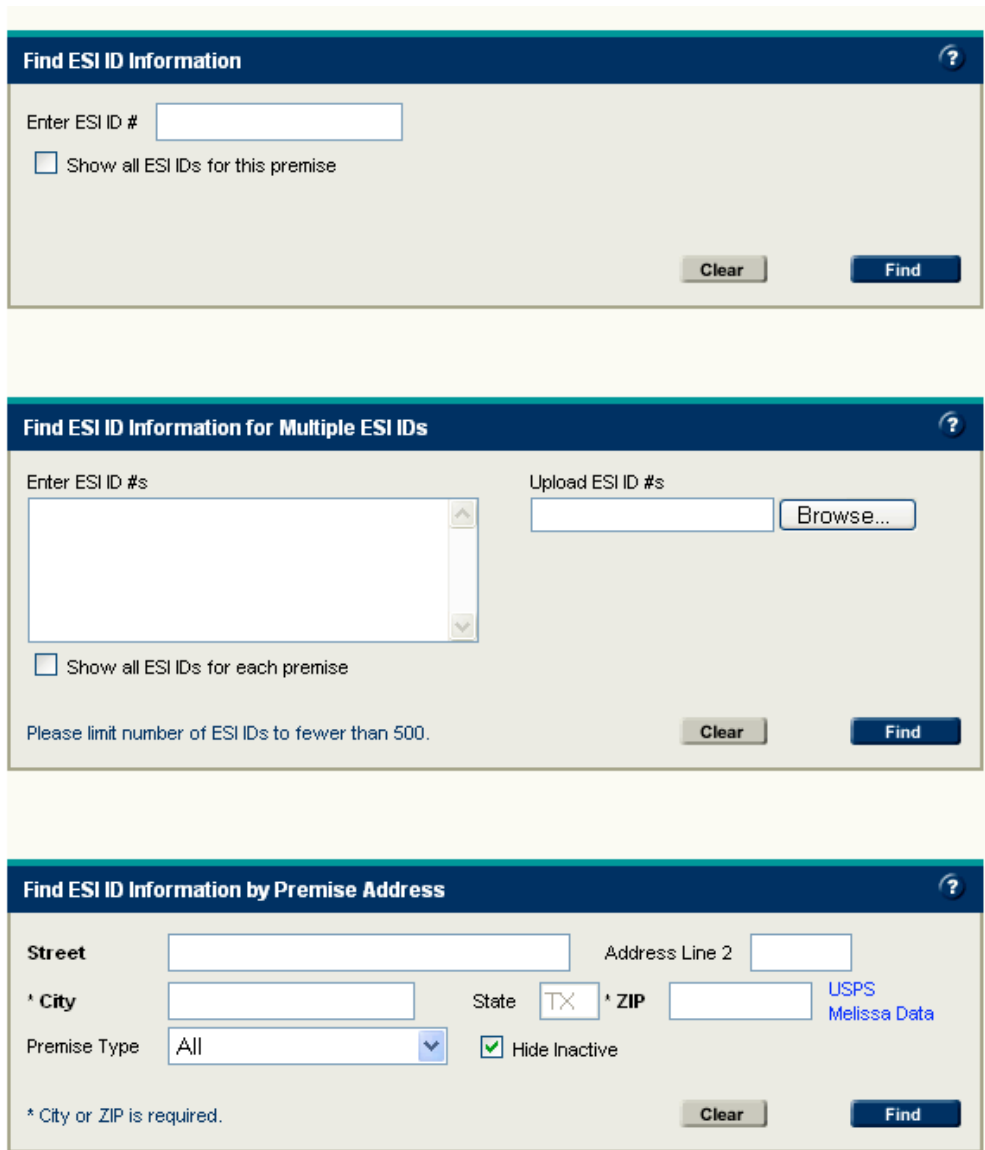 Find ESI ID Information ?
Enter ESI ID #
Show all ESI IDs for this premise
Clear Find
Find ESI ID Information for Multiple ESI IDs ?
Enter ESI ID #s Upload ESI ID #s
Browse...
Show all ESI IDs for each premise
Please limit number of ESI IDs to fewer than 500. Clear Find
Find ESI ID Information by Premise Address ?
Street Address Line 2
* City State TX * ZIP USPS
Melissa Data
Premise Type All Hide Inactive
* City or ZIP is required. Clear Find